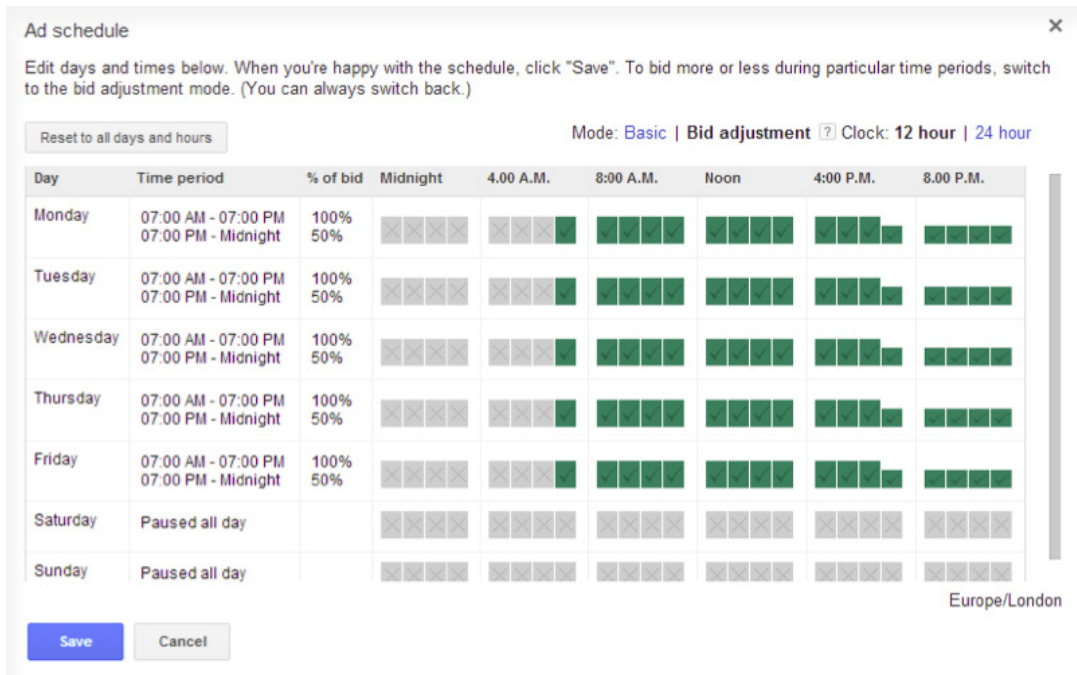 Ad schedule
Edit days and times below. When you're happy with the schedule, click "Save". To bid more or less during particular time periods, switch
to the bid adjustment mode. (You can always switch back.)
Reset to all days and hours
Mode: Basic | Bid adjustment ? Clock: 12 hour | 24 hour
Day Time period % of bid Midnight 4.00 A.M. 8:00 A.M. Noon 4:00 P.M. 8.00 P.M.
Monday 07:00 AM - 07:00 PM 100%
07:00 PM - Midnight 50%
Tuesday 07:00 AM - 07:00 PM 100%
07:00 PM - Midnight 50%
Wednesday 07:00 AM - 07:00 PM 100%
07:00 PM - Midnight 50%
Thursday 07:00 AM - 07:00 PM 100%
07:00 PM - Midnight 50%
Friday 07:00 AM - 07:00 PM 100%
07:00 PM - Midnight 50%
Saturday Paused all day
Sunday Paused all day
Europe/London
Save Cancel